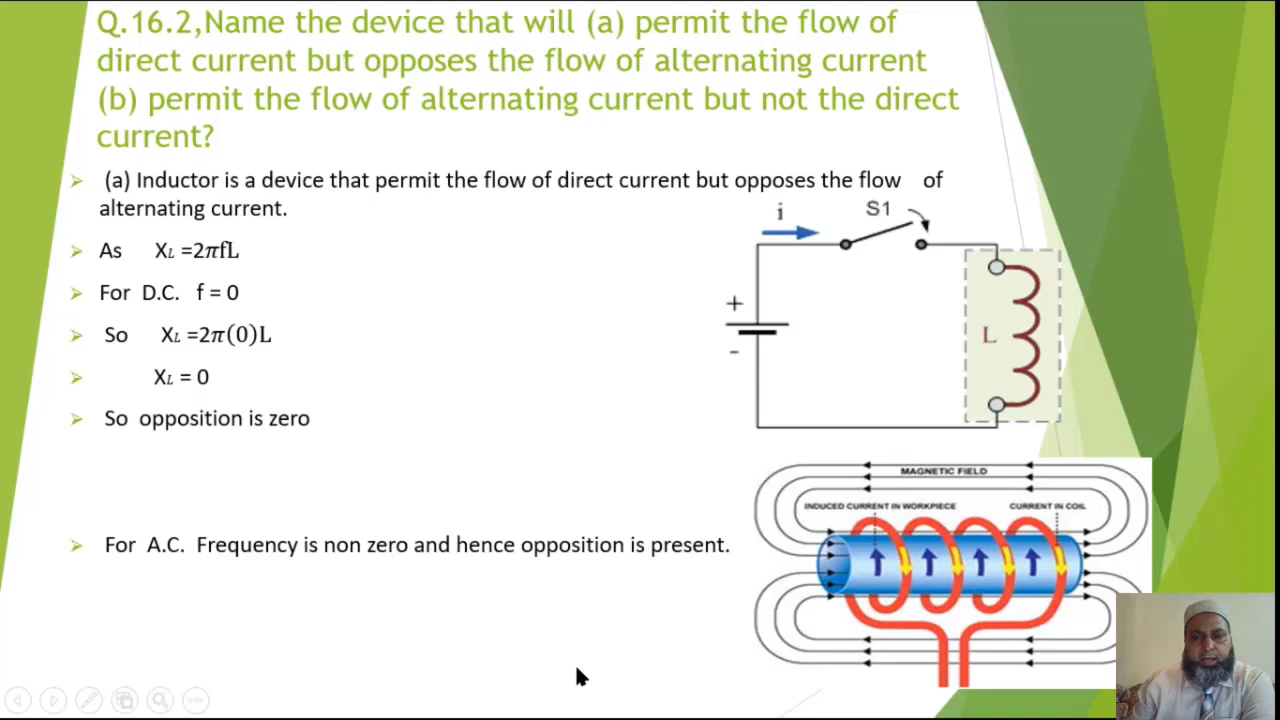 Q.16.2,Name the device that will (a) permit the flow of
direct current but opposes the flow of alternating current
(b) permit the flow of alternating current but not the direct
current?
(a) Inductor is a device that permit the flow of direct current but opposes the flow of
alternating current.
As X_L =2πfL
For D.C. f = 0
So X_L =2π(0)L
X_L = 0
So opposition is zero
For A.C. Frequency is non zero and hence opposition is present.
i
S1
+
-
L
MAGNETIC FIELD
INDUCED CURRENT IN WORKPIECE
CURRENT IN COIL